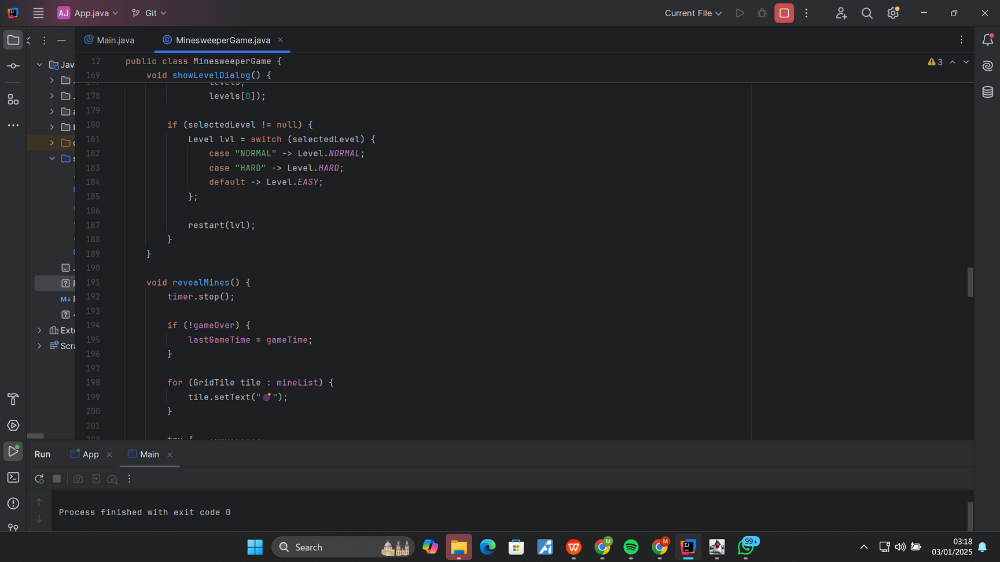 AJ App.java Git Current File
Main.java MinesweeperGame.java
12 public class MinesweeperGame {
169 void showLevelDialog() {
3
178 levels[0]);
179
180 if (selectedLevel != null) {
181 Level lvl = switch (selectedLevel) {
182 case "NORMAL" -> Level.NORMAL;
183 case "HARD" -> Level.HARD;
184 default -> Level.EASY;
185 };
186
187 restart(lvl);
188 }
189 }
190
191 void revealMines() {
192 timer.stop();
193
194 if (!gameOver) {
195 lastGameTime = gameTime;
196 }
197
198 for (GridTile tile : mineList) {
199 tile.setText("💣");
200 }
201
Jav
Exte
Scra
Run App Main
Process finished with exit code 0
Search
99+
03:18
03/01/2025